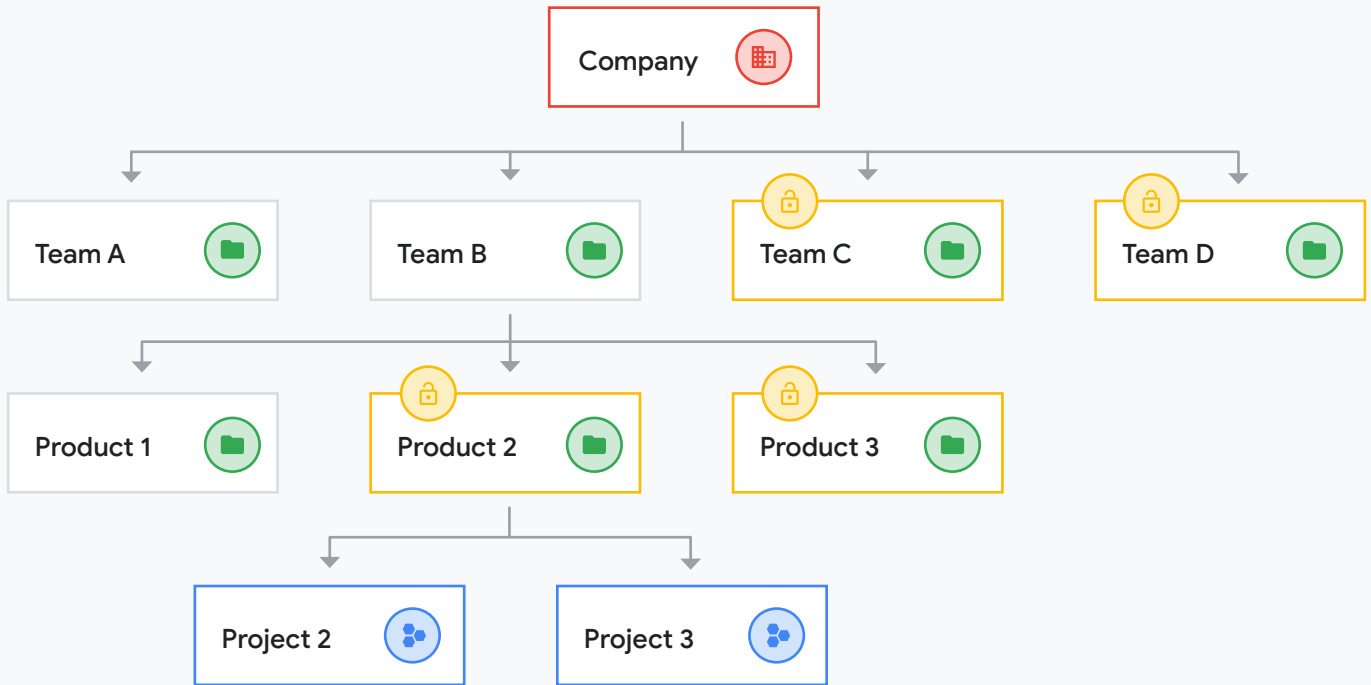 Company
Team A
Team B
Team C
Team D
Product 1
Product 2
Product 3
Project 2
Project 3